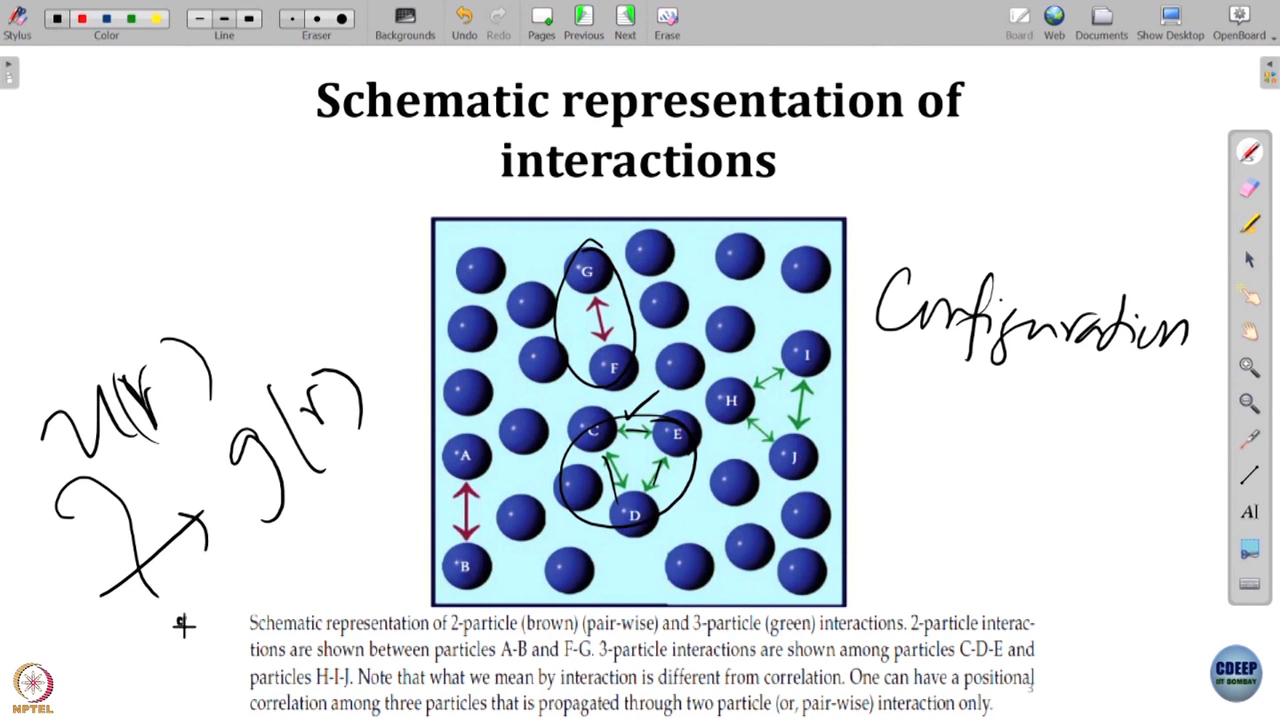 Stylus Color Line Eraser Backgrounds Undo Redo Pages Previous Next Erase Board Web Documents Show Desktop OpenBoard
Schematic representation of
interactions
G
F
I
H
C
E
A
J
D
B
Configuration
u(r)
g(r)
AI
Schematic representation of 2-particle (brown) (pair-wise) and 3-particle (green) interactions. 2-particle interac-
tions are shown between particles A-B and F-G. 3-particle interactions are shown among particles C-D-E and
particles H-I-J. Note that what we mean by interaction is different from correlation. One can have a positional
correlation among three particles that is propagated through two particle (or, pair-wise) interaction only.
3
NPTEL
CDEEP
IIT BOMBAY